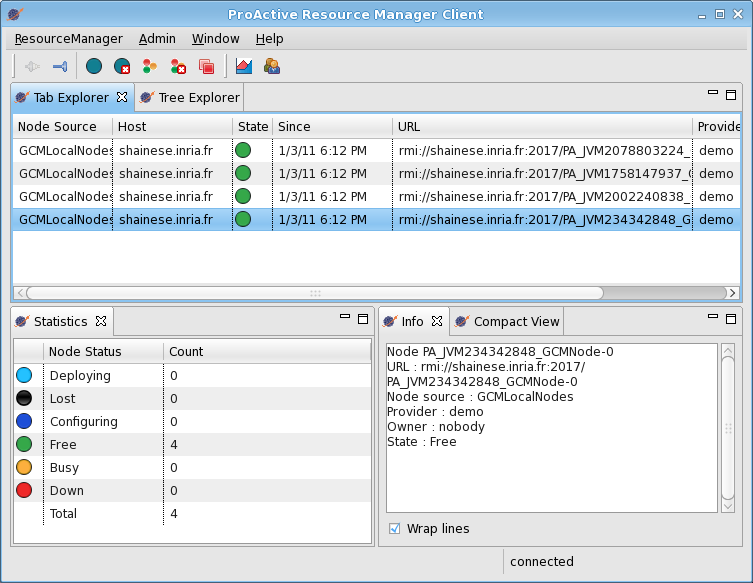 ProActive Resource Manager Client
ResourceManager Admin Window Help
Tab Explorer Tree Explorer
Node Source Host State Since URL Provide
GCMLocalNodes shainese.inria.fr 1/3/11 6:12 PM rmi://shainese.inria.fr:2017/PA_JVM2078803224_ demo
GCMLocalNodes shainese.inria.fr 1/3/11 6:12 PM rmi://shainese.inria.fr:2017/PA_JVM1758147937_G demo
GCMLocalNodes shainese.inria.fr 1/3/11 6:12 PM rmi://shainese.inria.fr:2017/PA_JVM2002240838_ demo
GCMLocalNodes shainese.inria.fr 1/3/11 6:12 PM rmi://shainese.inria.fr:2017/PA_JVM234342848_G demo
Statistics
Node Status Count
Deploying 0
Lost 0
Configuring 0
Free 4
Busy 0
Down 0
Total 4
Info Compact View
Node PA_JVM234342848_GCMNode-0
URL : rmi://shainese.inria.fr:2017/
PA_JVM234342848_GCMNode-0
Node source : GCMLocalNodes
Provider : demo
Owner : nobody
State : Free
Wrap lines
connected